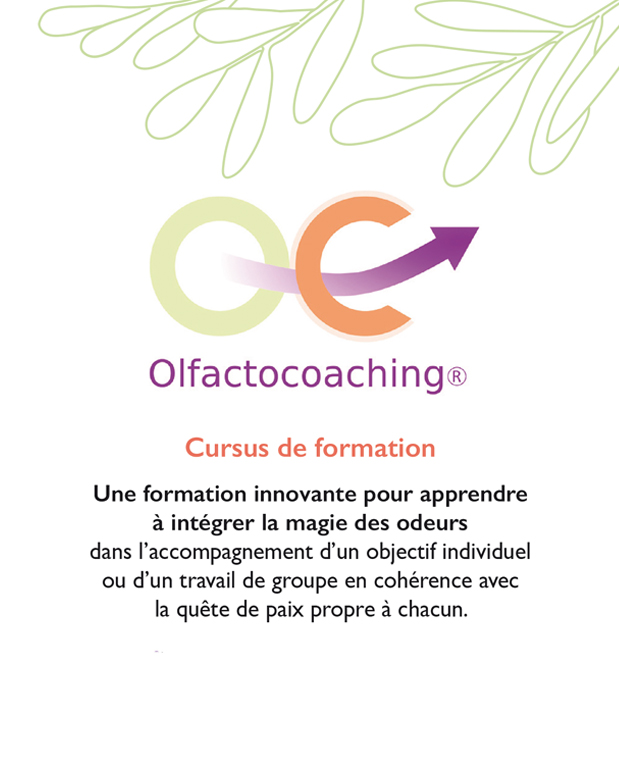 OC
Olfactocoaching®
Cursus de formation
Une formation innovante pour apprendre
à intégrer la magie des odeurs
dans l’accompagnement d’un objectif individuel
ou d’un travail de groupe en cohérence avec
la quête de paix propre à chacun.